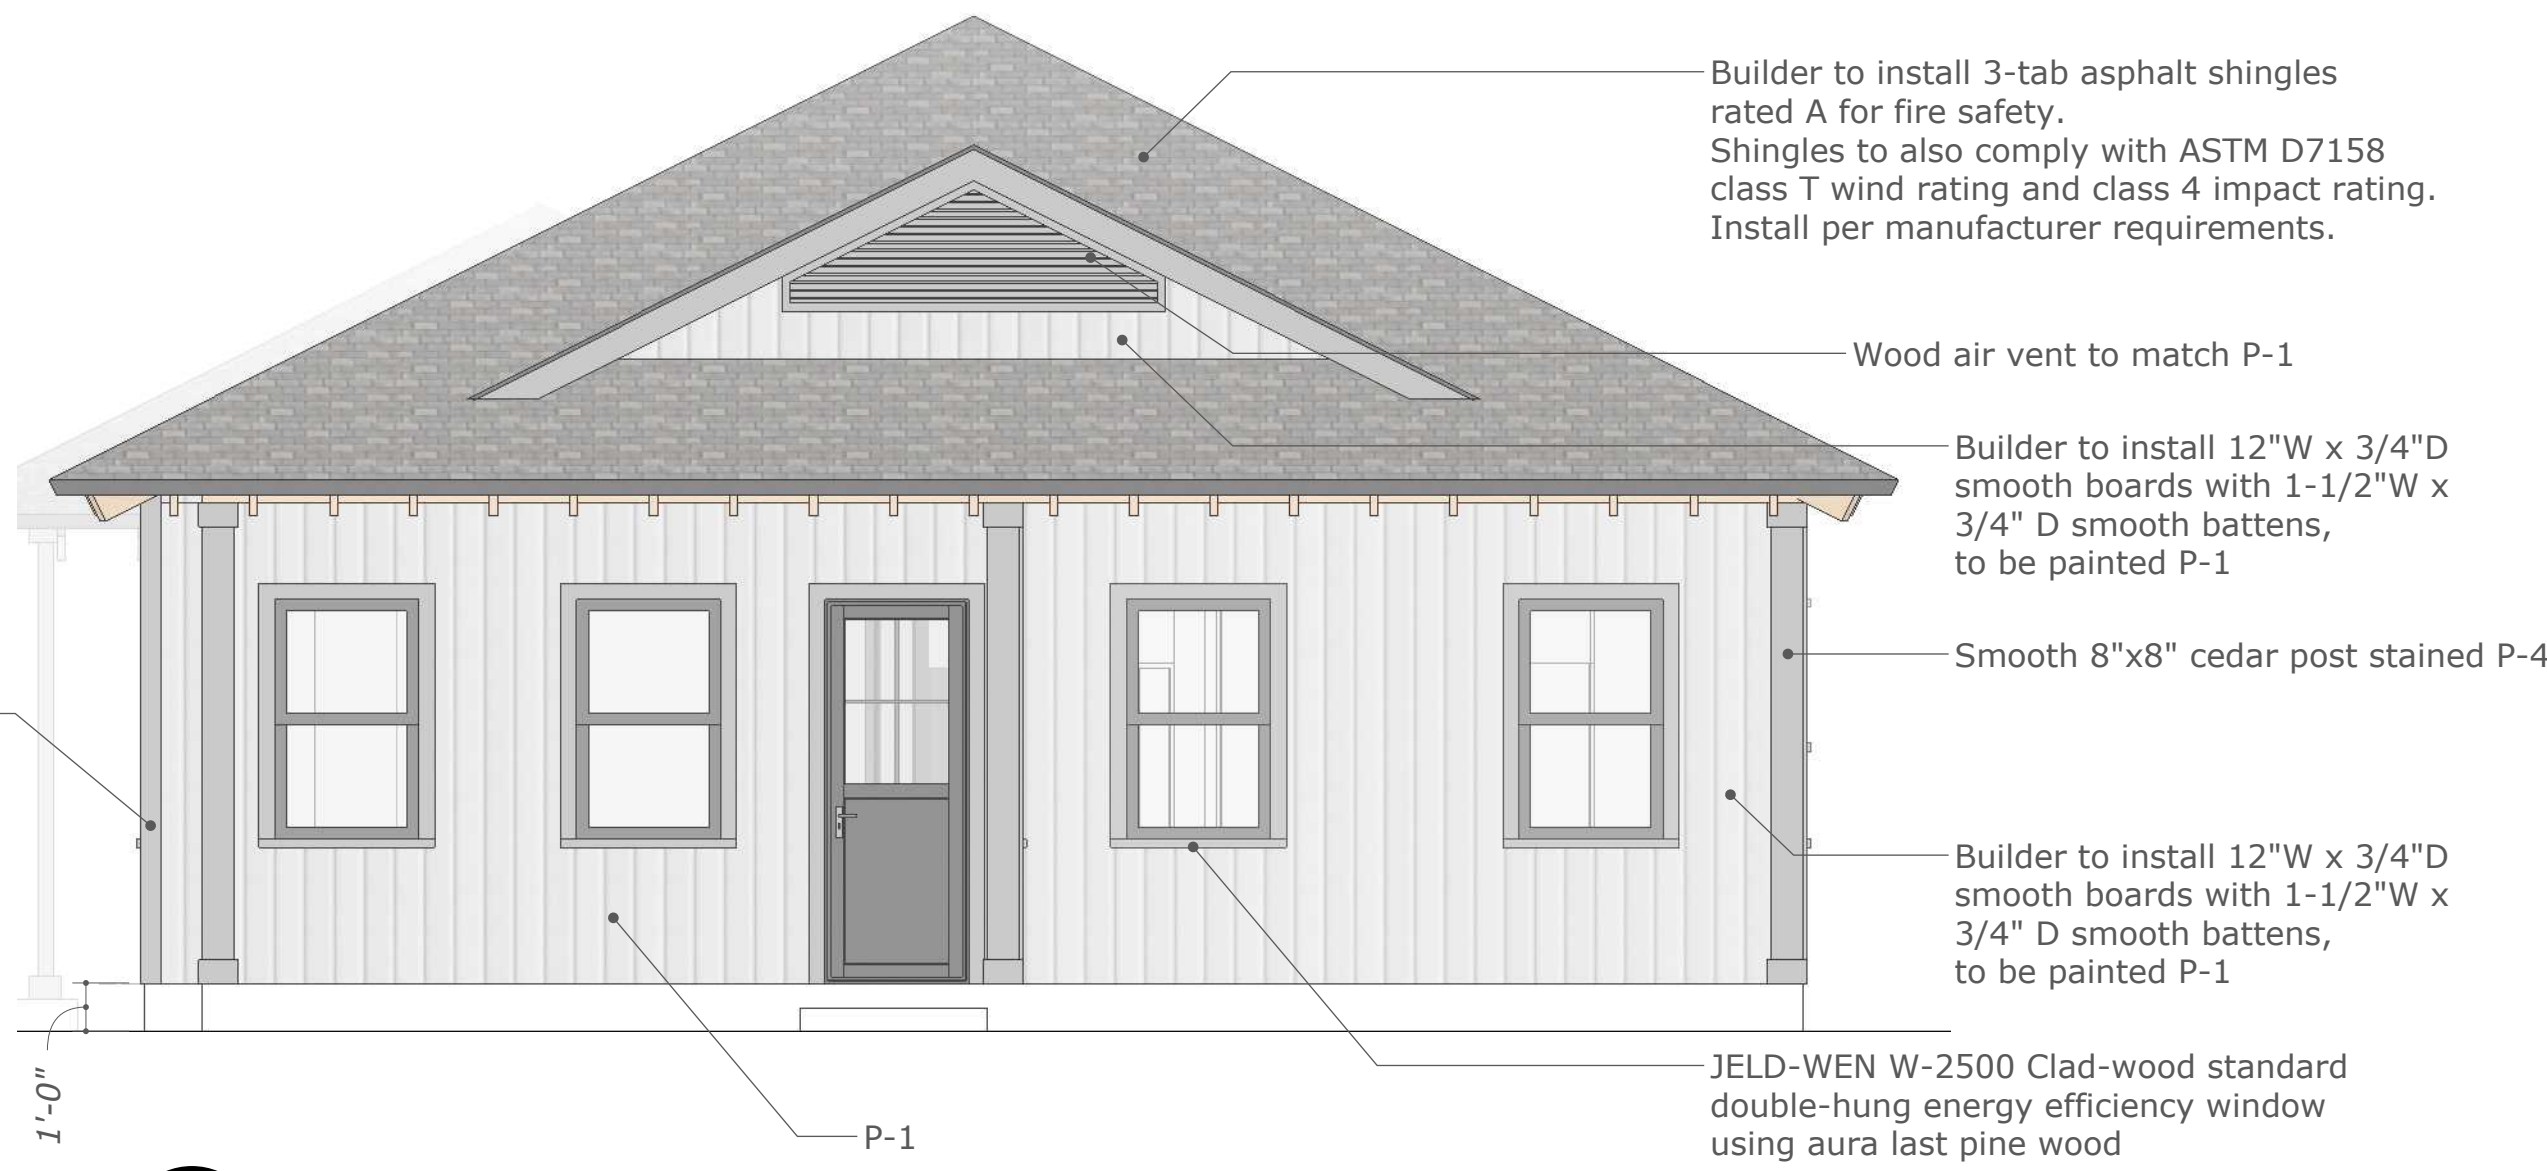 Builder to install 3-tab asphalt shingles
rated A for fire safety.
Shingles to also comply with ASTM D7158
class T wind rating and class 4 impact rating.
Install per manufacturer requirements.
Wood air vent to match P-1
Builder to install 12"W x 3/4"D
smooth boards with 1-1/2"W x
3/4" D smooth battens,
to be painted P-1
Smooth 8"x8" cedar post stained P-4
Builder to install 12"W x 3/4"D
smooth boards with 1-1/2"W x
3/4" D smooth battens,
to be painted P-1
JELD-WEN W-2500 Clad-wood standard
double-hung energy efficiency window
using aura last pine wood
P-1
1'-0"